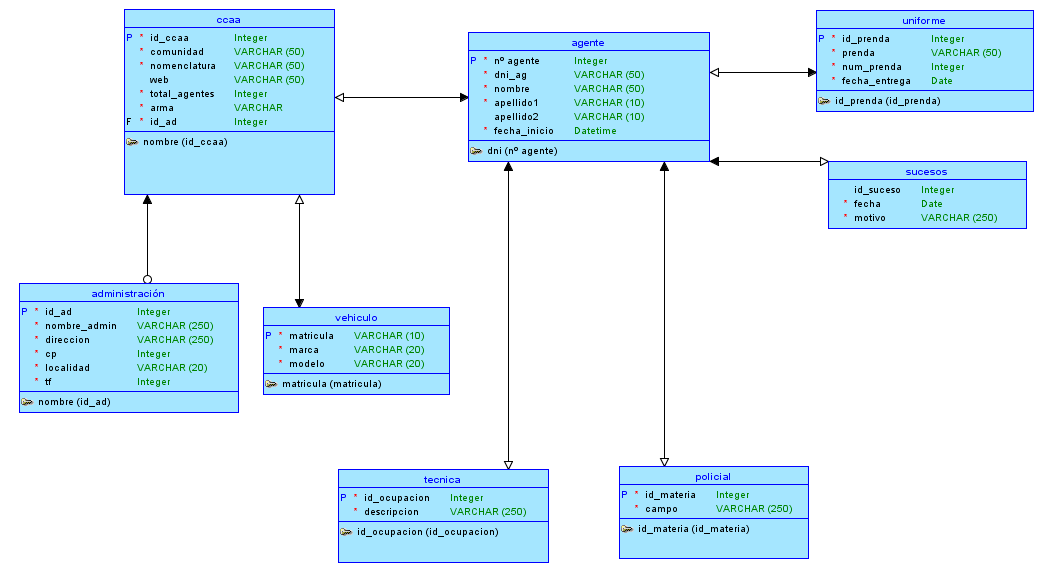 ccaa
P * id_ccaa Integer
* comunidad VARCHAR (50)
* nomenclatura VARCHAR (50)
web VARCHAR (50)
* total_agentes Integer
* arma VARCHAR
F * id_ad Integer
nombre (id_ccaa)
agente
P * nº agente Integer
* dni_ag VARCHAR (50)
* nombre VARCHAR (50)
* apellido1 VARCHAR (10)
apellido2 VARCHAR (10)
* fecha_inicio Datetime
dni (nº agente)
uniforme
P * id_prenda Integer
* prenda VARCHAR (50)
* num_prenda Integer
* fecha_entrega Date
id_prenda (id_prenda)
sucesos
id_suceso Integer
* fecha Date
* motivo VARCHAR (250)
administración
P * id_ad Integer
* nombre_admin VARCHAR (250)
* direccion VARCHAR (250)
* cp Integer
* localidad VARCHAR (20)
* tf Integer
nombre (id_ad)
vehiculo
P * matricula VARCHAR (10)
* marca VARCHAR (20)
* modelo VARCHAR (20)
matricula (matricula)
tecnica
P * id_ocupacion Integer
* descripcion VARCHAR (250)
id_ocupacion (id_ocupacion)
policial
P * id_materia Integer
* campo VARCHAR (250)
id_materia (id_materia)